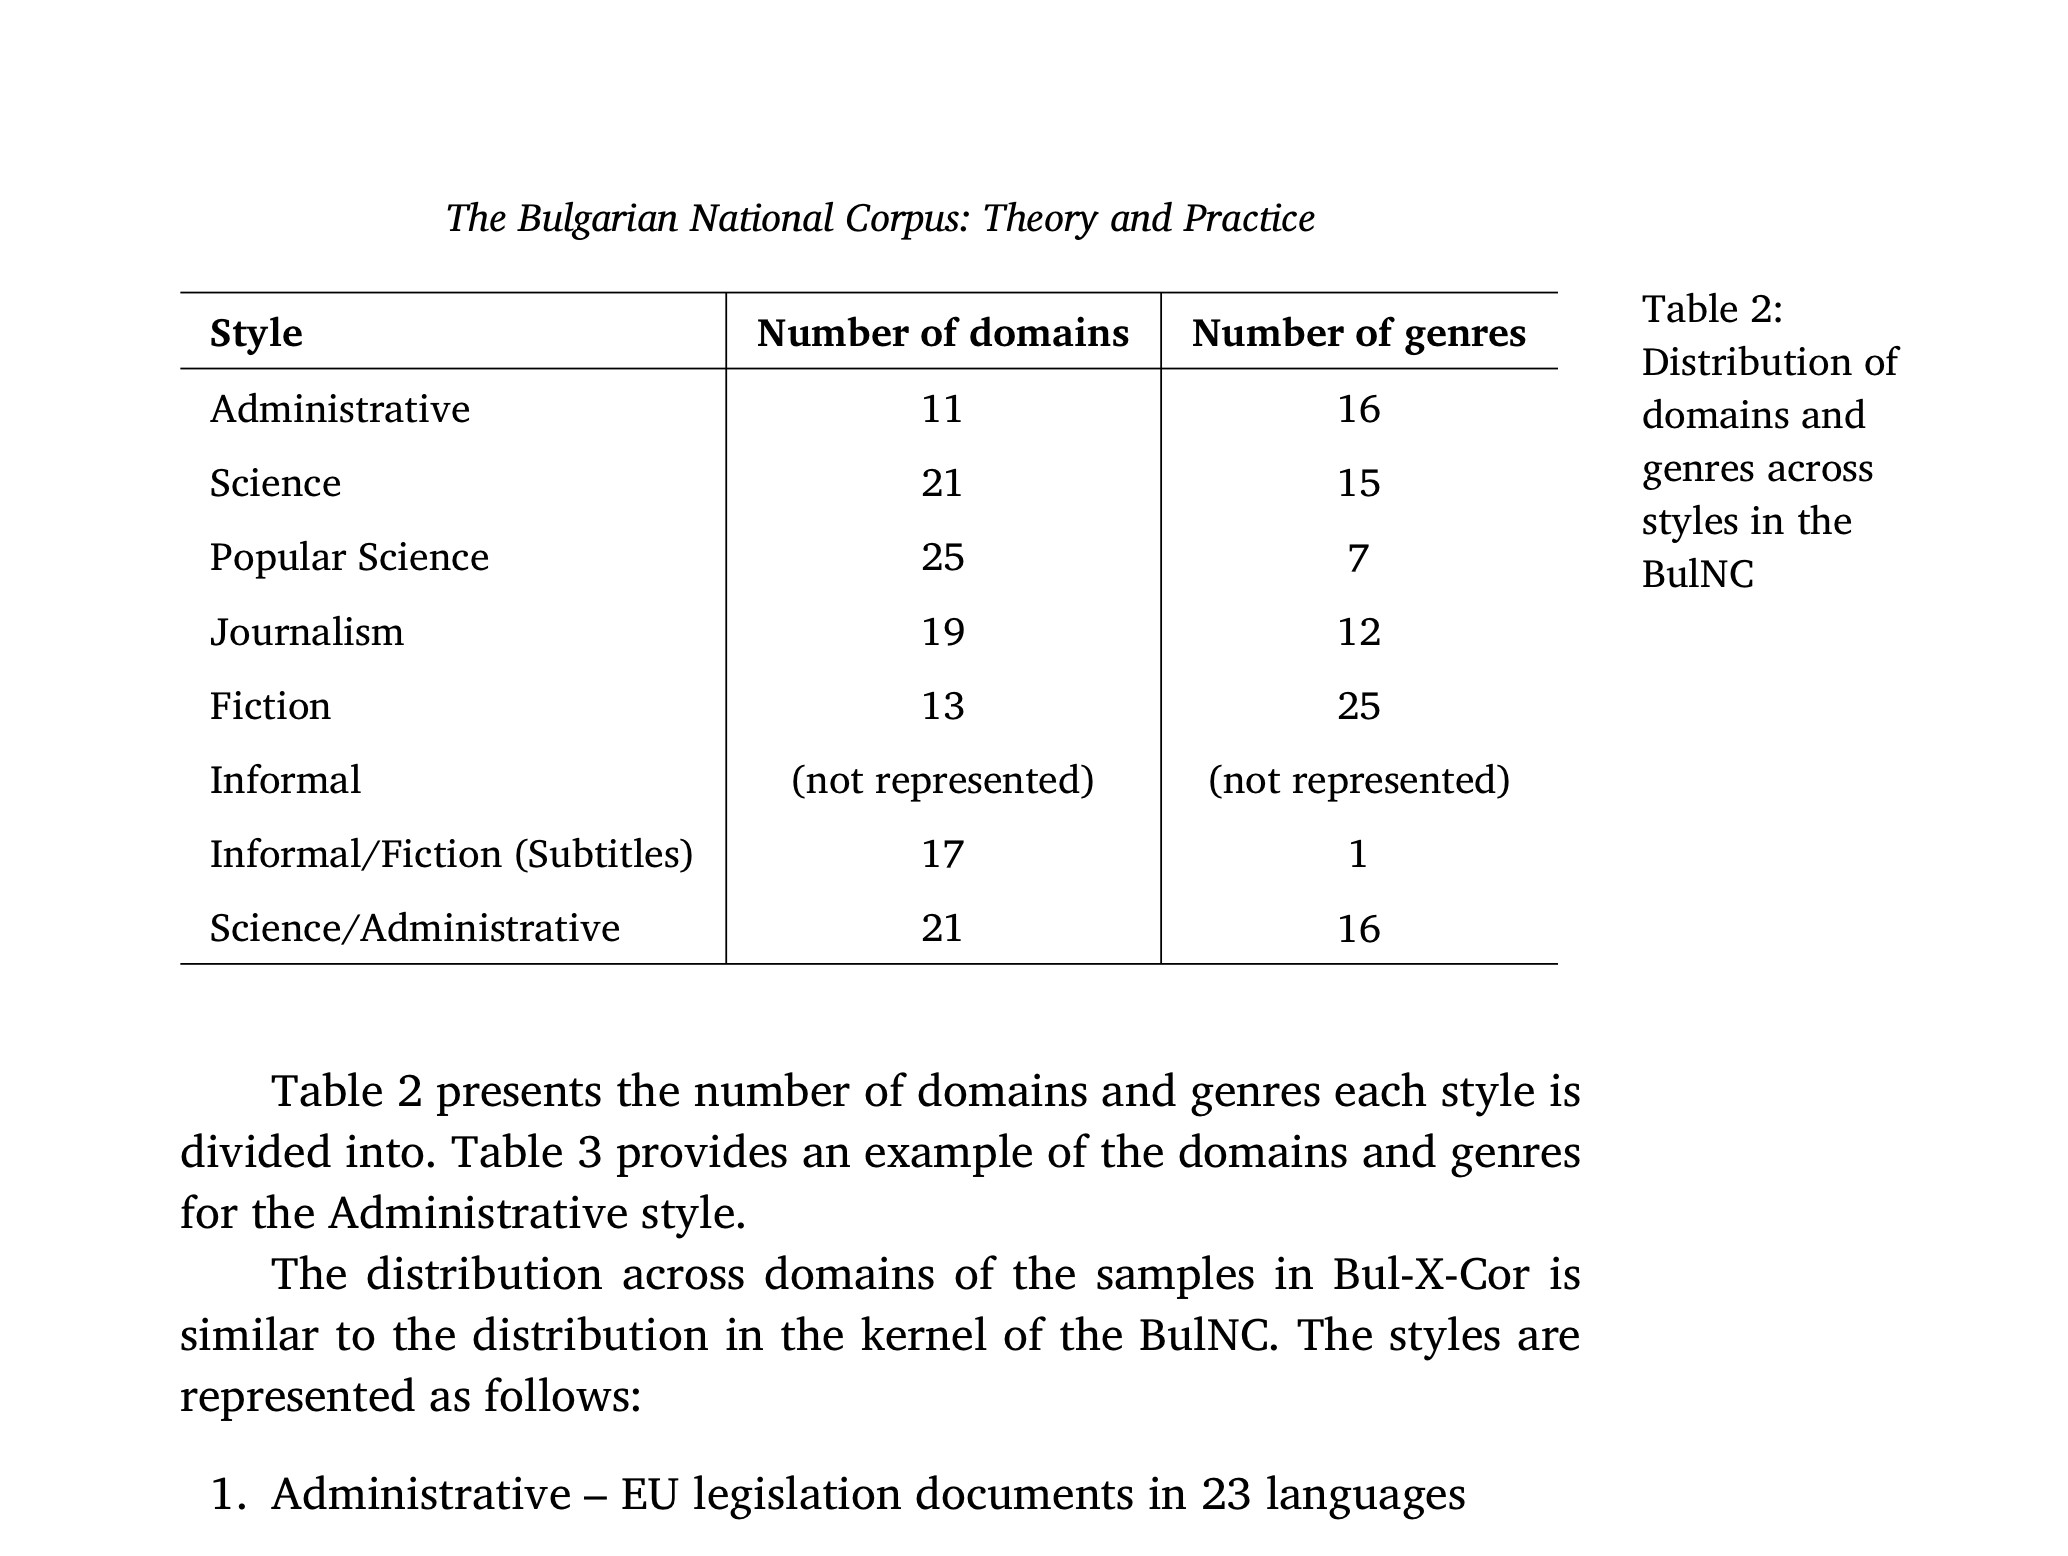 The Bulgarian National Corpus: Theory and Practice
Style Number of domains Number of genres
Administrative 11 16
Science 21 15
Popular Science 25 7
Journalism 19 12
Fiction 13 25
Informal (not represented) (not represented)
Informal/Fiction (Subtitles) 17 1
Science/Administrative 21 16
Table 2:
Distribution of
domains and
genres across
styles in the
BulNC
Table 2 presents the number of domains and genres each style is
divided into. Table 3 provides an example of the domains and genres
for the Administrative style.
The distribution across domains of the samples in Bul-X-Cor is
similar to the distribution in the kernel of the BulNC. The styles are
represented as follows:
1. Administrative – EU legislation documents in 23 languages